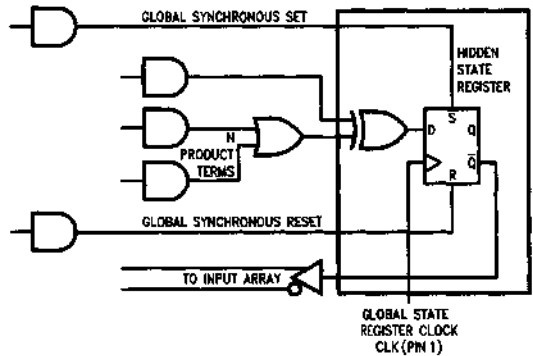 GLOBAL SYNCHRONOUS SET
HIDDEN
STATE
REGISTER
S
D
Q
N
PRODUCT
TERMS
Q̅
R
GLOBAL SYNCHRONOUS RESET
TO INPUT ARRAY
GLOBAL STATE
REGISTER CLOCK
CLK(PIN 1)